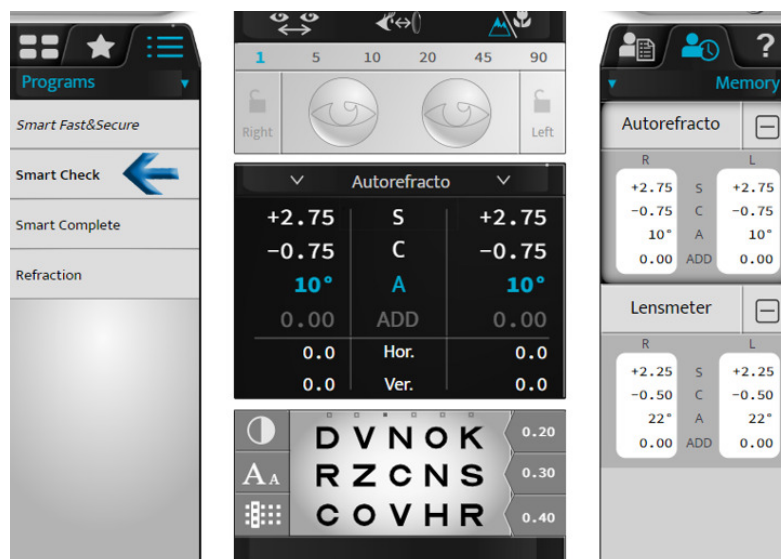 Programs
Smart Fast&Secure
Smart Check
Smart Complete
Refraction
1 5 10 20 45 90
Right Left
Autorefracto
+2.75 S +2.75
−0.75 C −0.75
10° A 10°
0.00 ADD 0.00
0.0 Hor. 0.0
0.0 Ver. 0.0
D V N O K 0.20
AA R Z C N S 0.30
C O V H R 0.40
?
Memory
Autorefracto
R L
+2.75 S +2.75
−0.75 C −0.75
10° A 10°
0.00 ADD 0.00
Lensmeter
R L
+2.25 S +2.25
−0.50 C −0.50
22° A 22°
0.00 ADD 0.00